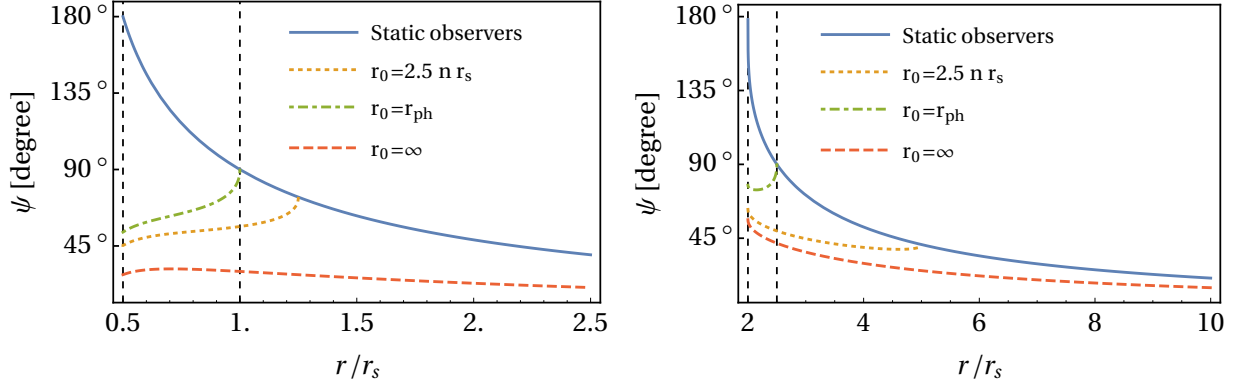 180°
135°
90°
45°
ψ [degree]
0.5
1.
1.5
2.
2.5
r/rₛ
Static observers
r₀=2.5 n rₛ
r₀=rₚₕ
r₀=∞
180°
135°
90°
45°
ψ [degree]
2
4
6
8
10
r/rₛ
Static observers
r₀=2.5 n rₛ
r₀=rₚₕ
r₀=∞